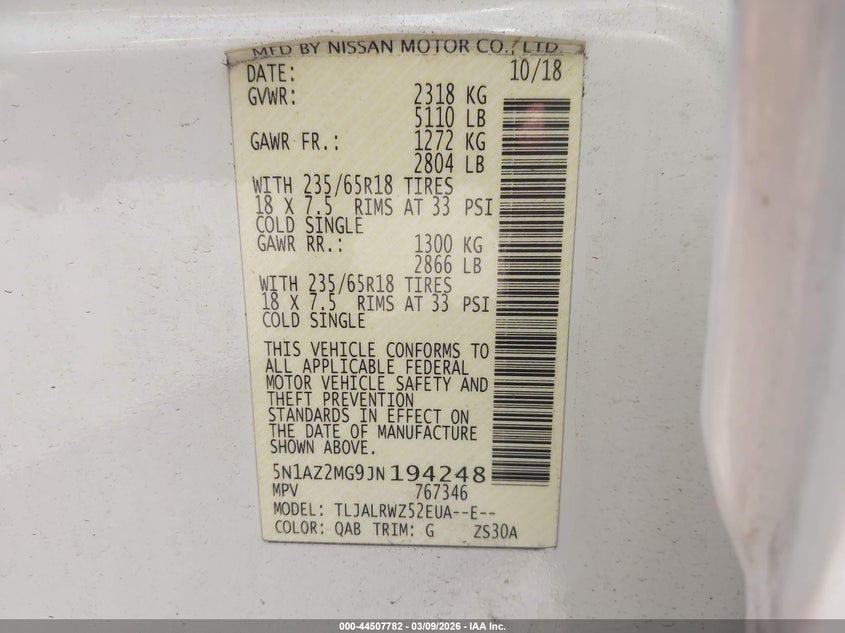 MFD BY NISSAN MOTOR CO., LTD.
DATE: 10/18
GVWR: 2318 KG
5110 LB
GAWR FR.: 1272 KG
2804 LB
WITH 235/65R18 TIRES
18 X 7.5 RIMS AT 33 PSI
COLD SINGLE
GAWR RR.: 1300 KG
2866 LB
WITH 235/65R18 TIRES
18 X 7.5 RIMS AT 33 PSI
COLD SINGLE
THIS VEHICLE CONFORMS TO
ALL APPLICABLE FEDERAL
MOTOR VEHICLE SAFETY AND
THEFT PREVENTION
STANDARDS IN EFFECT ON
THE DATE OF MANUFACTURE
SHOWN ABOVE.
5N1AZ2MG9JN194248
MPV 767346
MODEL: TLJALRWZ52EUA--E--
COLOR: QAB TRIM: G ZS30A
000-44507782 - 03/09/2026 - IAA Inc.